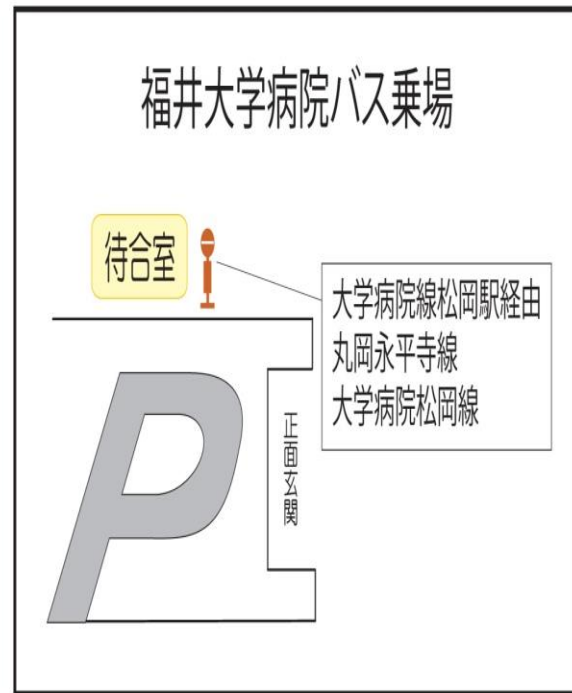 福井大学病院バス乗場
待合室
大学病院線松岡駅経由
丸岡永平寺線
大学病院松岡線
P
正面玄関